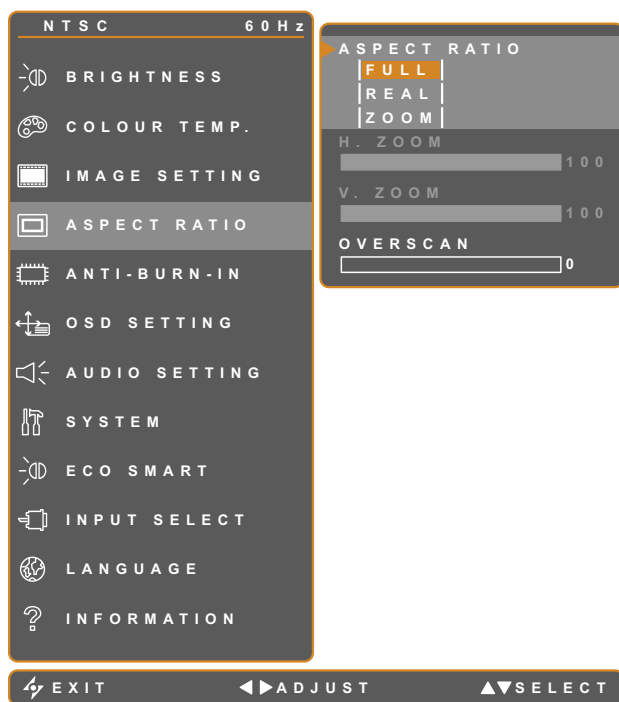 NTSC 60Hz
BRIGHTNESS
COLOUR TEMP.
IMAGE SETTING
ASPECT RATIO
ANTI-BURN-IN
OSD SETTING
AUDIO SETTING
SYSTEM
ECO SMART
INPUT SELECT
LANGUAGE
INFORMATION
ASPECT RATIO
FULL
REAL
ZOOM
H. ZOOM
100
V. ZOOM
100
OVERSCAN
0
EXIT ADJUST SELECT